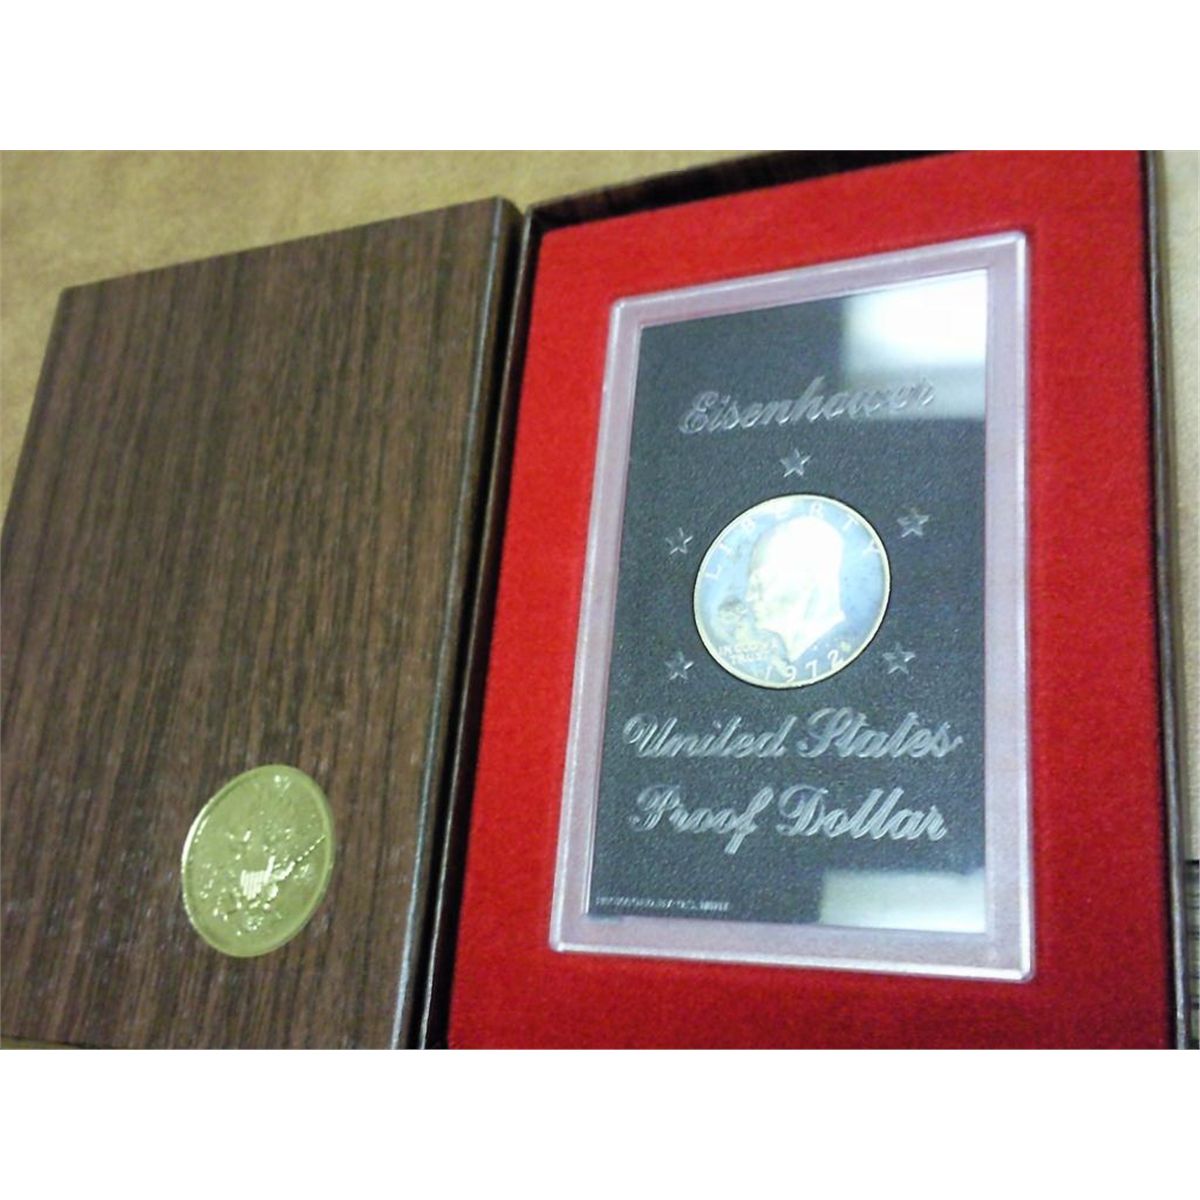 Eisenhower
LIBERTY
IN GOD WE
TRUST
1972
United States
Proof Dollar